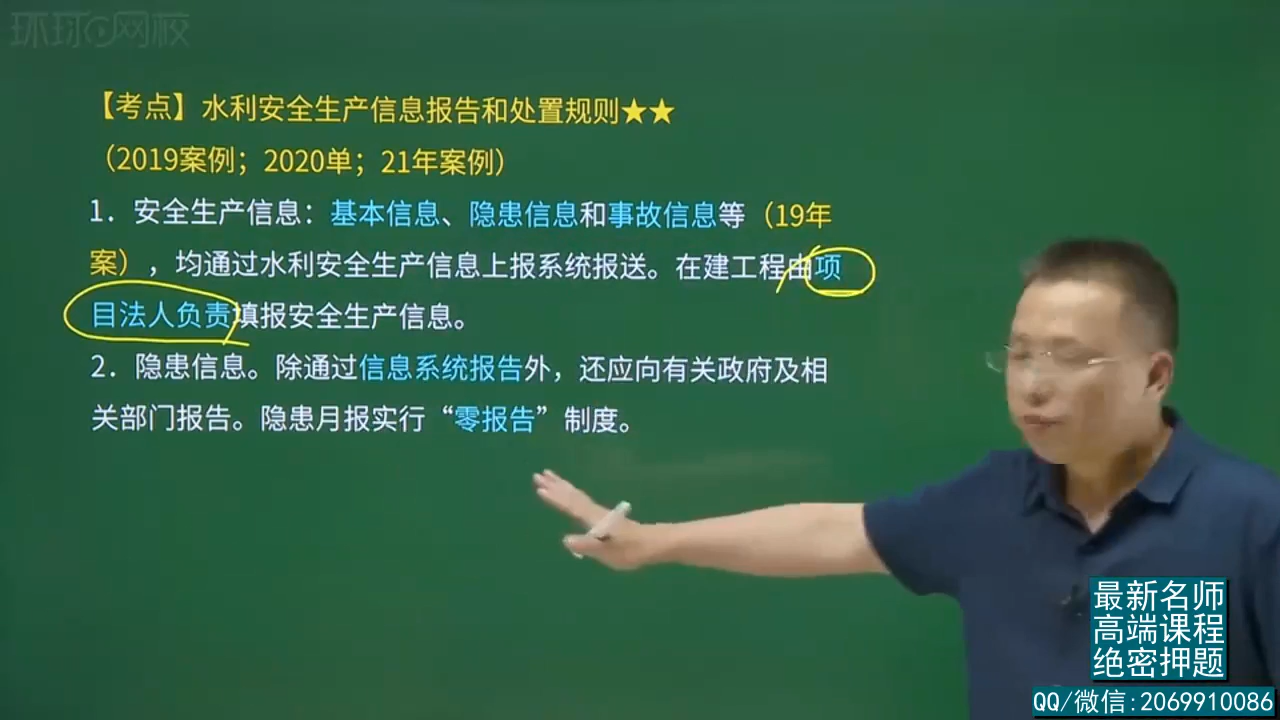 环球网校
【考点】水利安全生产信息报告和处置规则★★
（2019案例；2020单；21年案例）
1．安全生产信息：基本信息、隐患信息和事故信息等（19年
案），均通过水利安全生产信息上报系统报送。在建工程由项
目法人负责填报安全生产信息。
2．隐患信息。除通过信息系统报告外，还应向有关政府及相
关部门报告。隐患月报实行“零报告”制度。
最新名师
高端课程
绝密押题
QQ/微信:2069910086